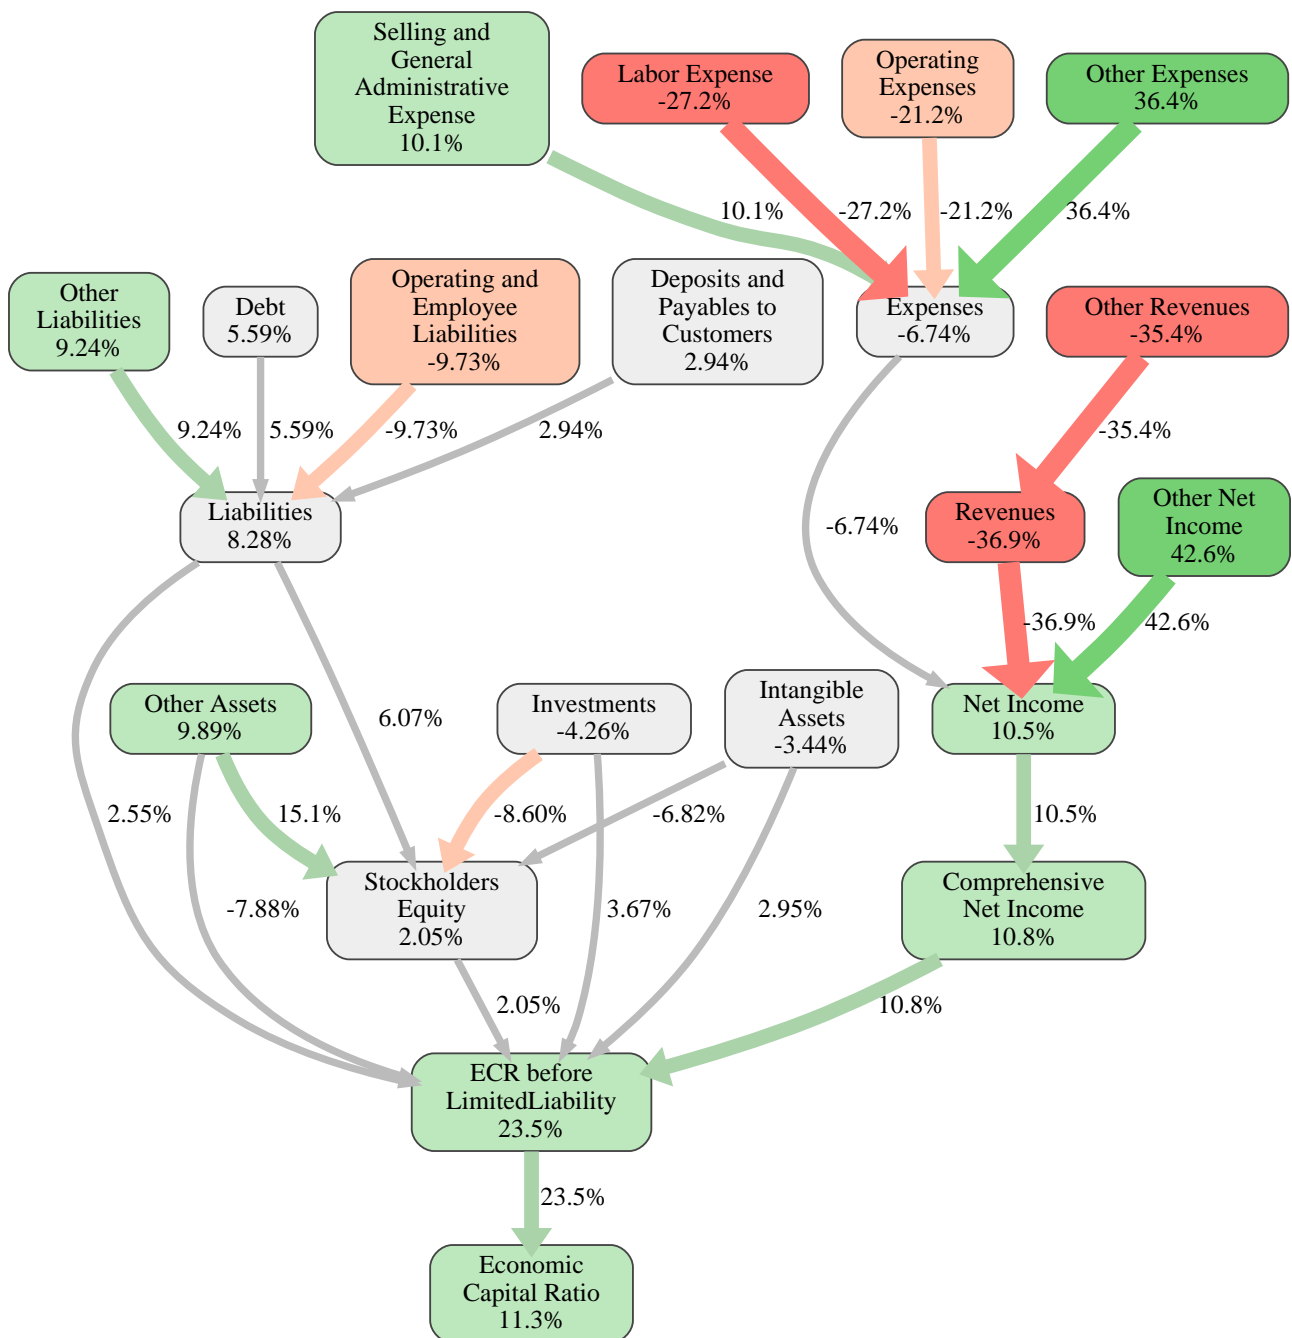 Selling and
General
Administrative
Expense
10.1%
Labor Expense
-27.2%
Operating
Expenses
-21.2%
Other Expenses
36.4%
10.1%
-27.2%
-21.2%
36.4%
Other
Liabilities
9.24%
Debt
5.59%
Operating and
Employee
Liabilities
-9.73%
Deposits and
Payables to
Customers
2.94%
Expenses
-6.74%
Other Revenues
-35.4%
9.24%
5.59%
-9.73%
2.94%
-35.4%
Liabilities
8.28%
-6.74%
Revenues
-36.9%
Other Net
Income
42.6%
-36.9%
42.6%
Other Assets
9.89%
6.07%
Investments
-4.26%
Intangible
Assets
-3.44%
Net Income
10.5%
2.55%
15.1%
-8.60%
-6.82%
10.5%
-7.88%
Stockholders
Equity
2.05%
3.67%
2.95%
Comprehensive
Net Income
10.8%
2.05%
10.8%
ECR before
LimitedLiability
23.5%
23.5%
Economic
Capital Ratio
11.3%